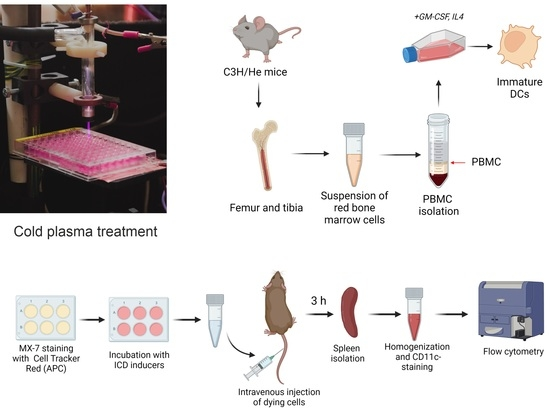 +GM-CSF, IL4
C3H/He mice
Immature
DCs
PBMC
Femur and tibia
Suspension of
red bone
marrow cells
PBMC
isolation
Cold plasma treatment
3 h
MX-7 staining
with Cell Tracker
Red (APC)
Incubation with
ICD inducers
Intravenous injection
of dying cells
Spleen
isolation
Homogenization
and CD11c-
staining
Flow cytometry